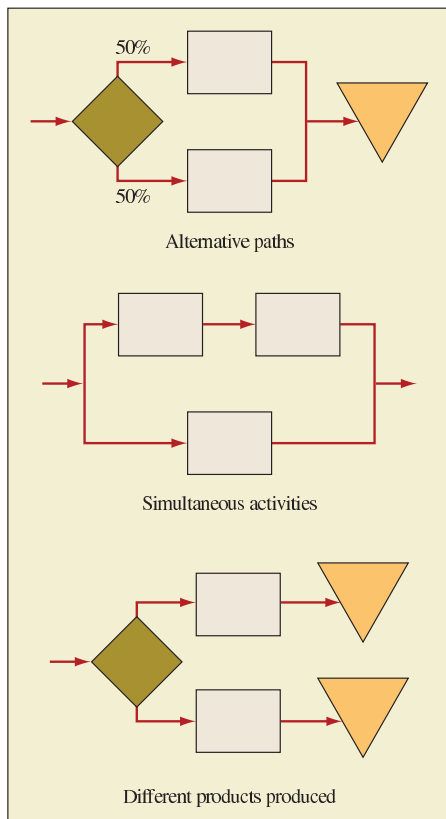 50%
50%
Alternative paths
Simultaneous activities
Different products produced